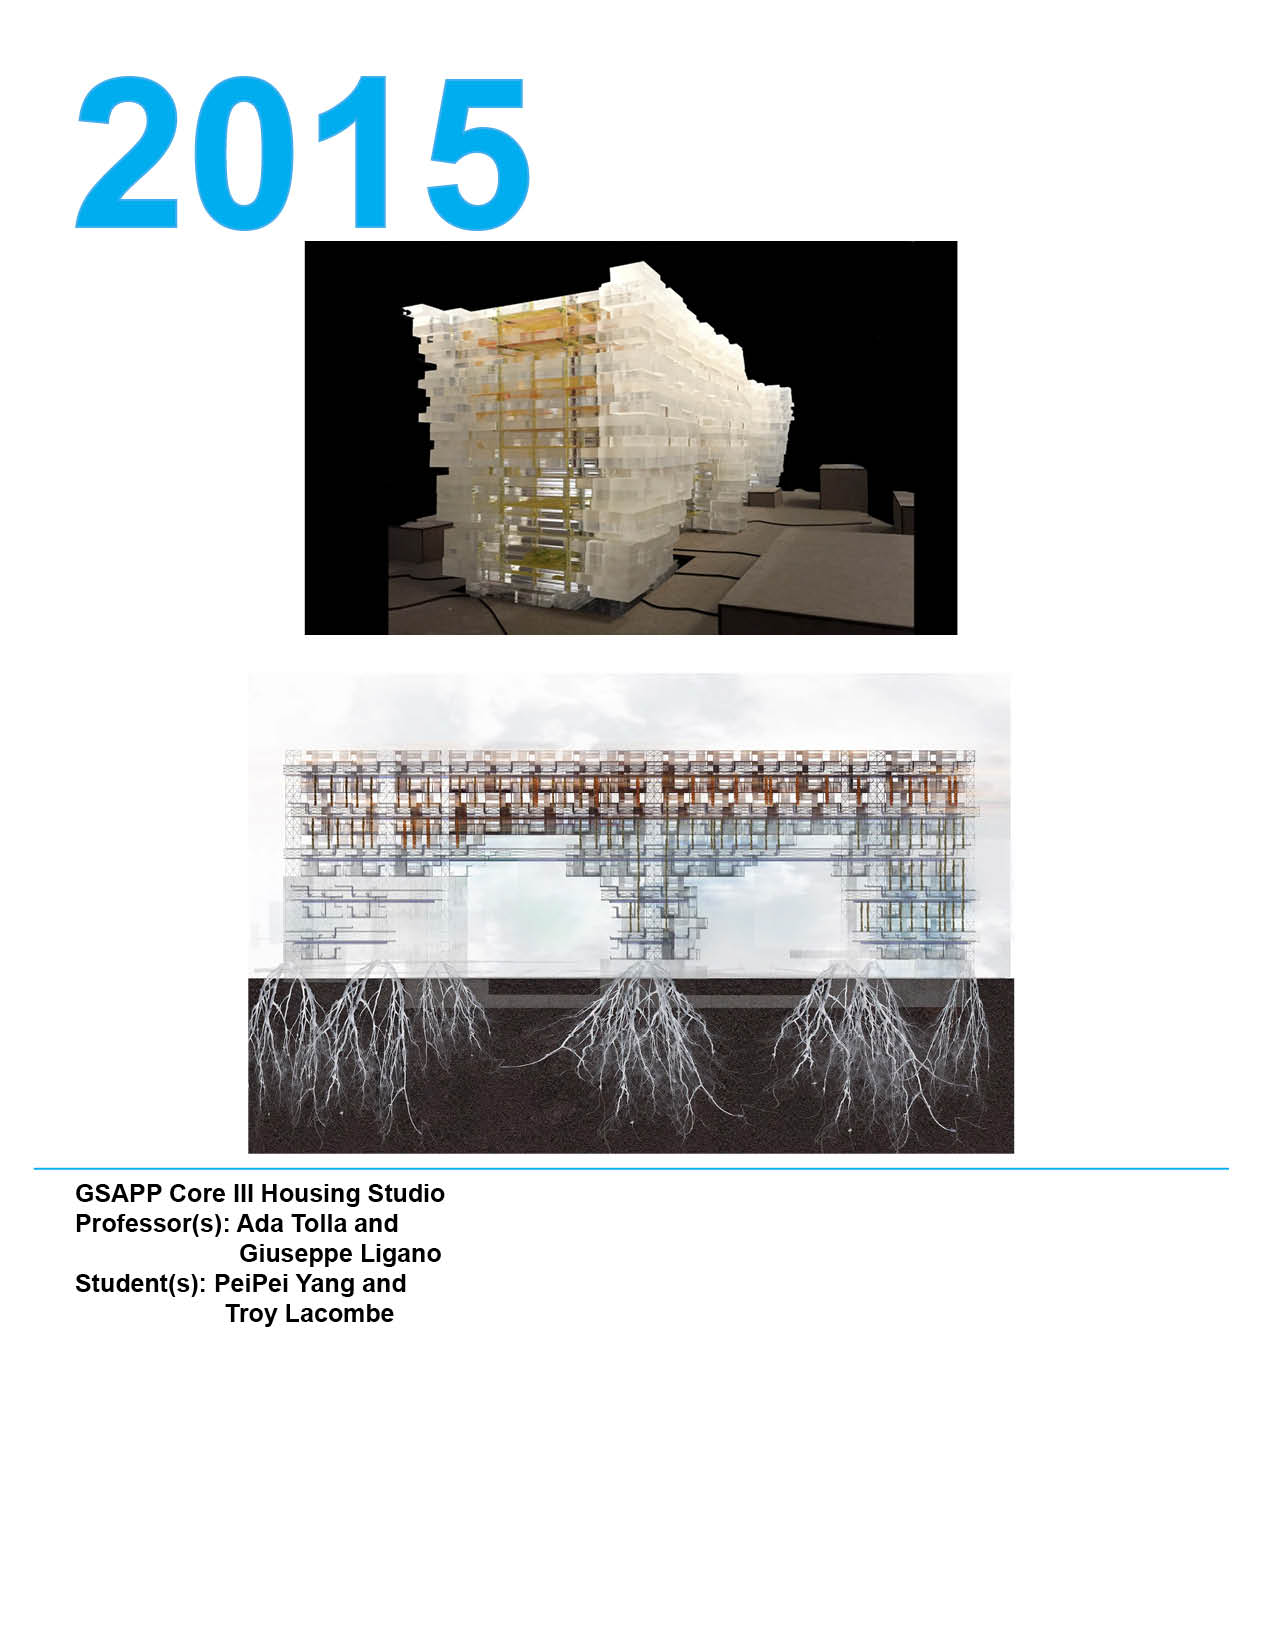 2015
GSAPP Core III Housing Studio
Professor(s): Ada Tolla and
Giuseppe Ligano
Student(s): PeiPei Yang and
Troy Lacombe